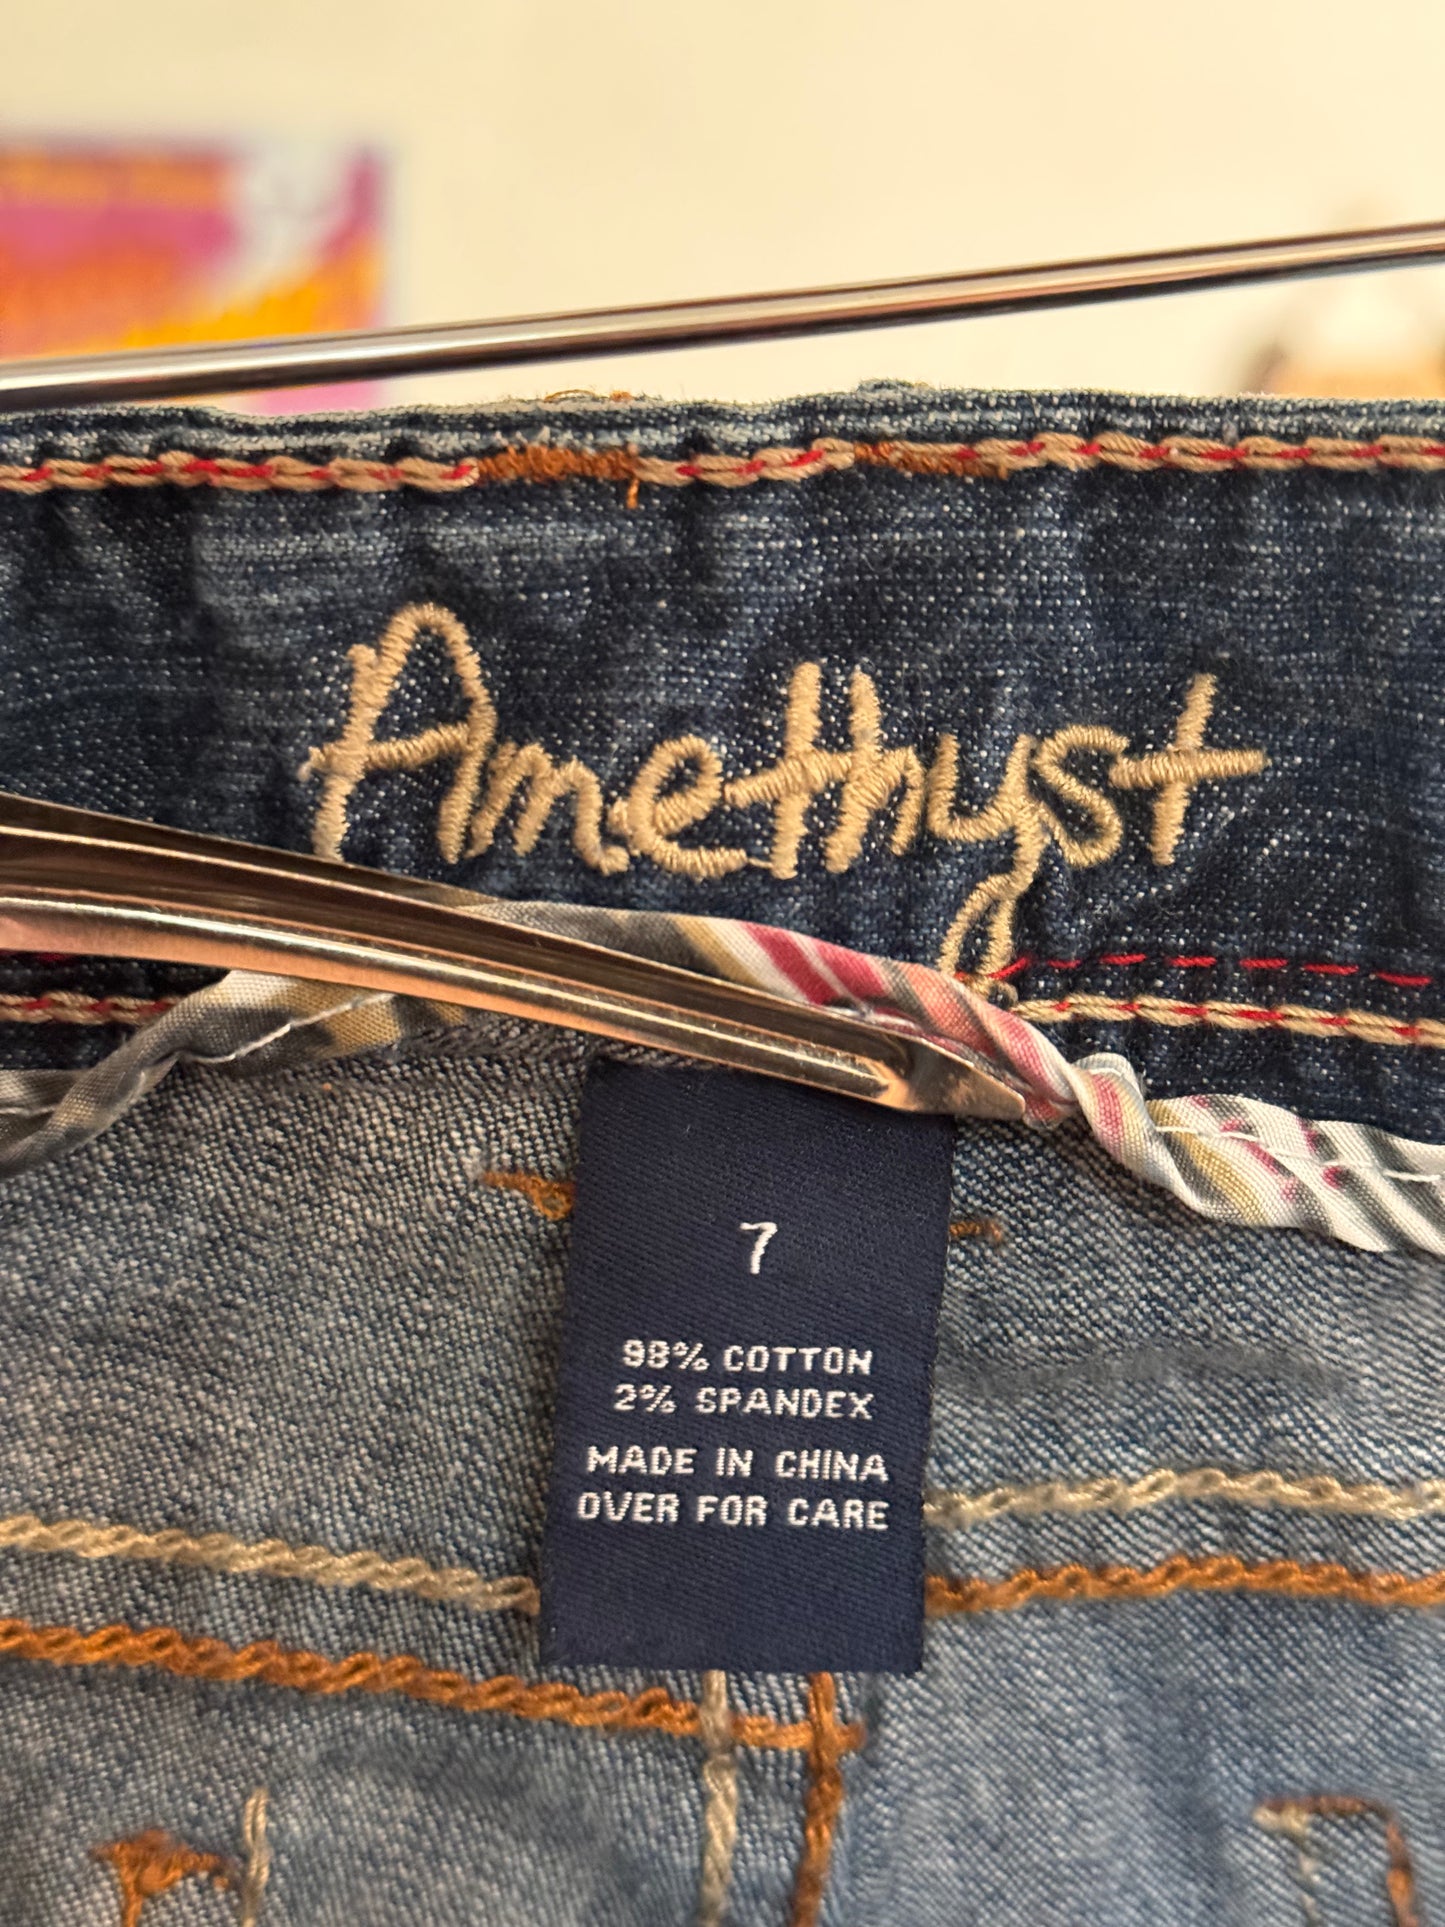 Amethyst
7
98% COTTON
2% SPANDEX
MADE IN CHINA
OVER FOR CARE